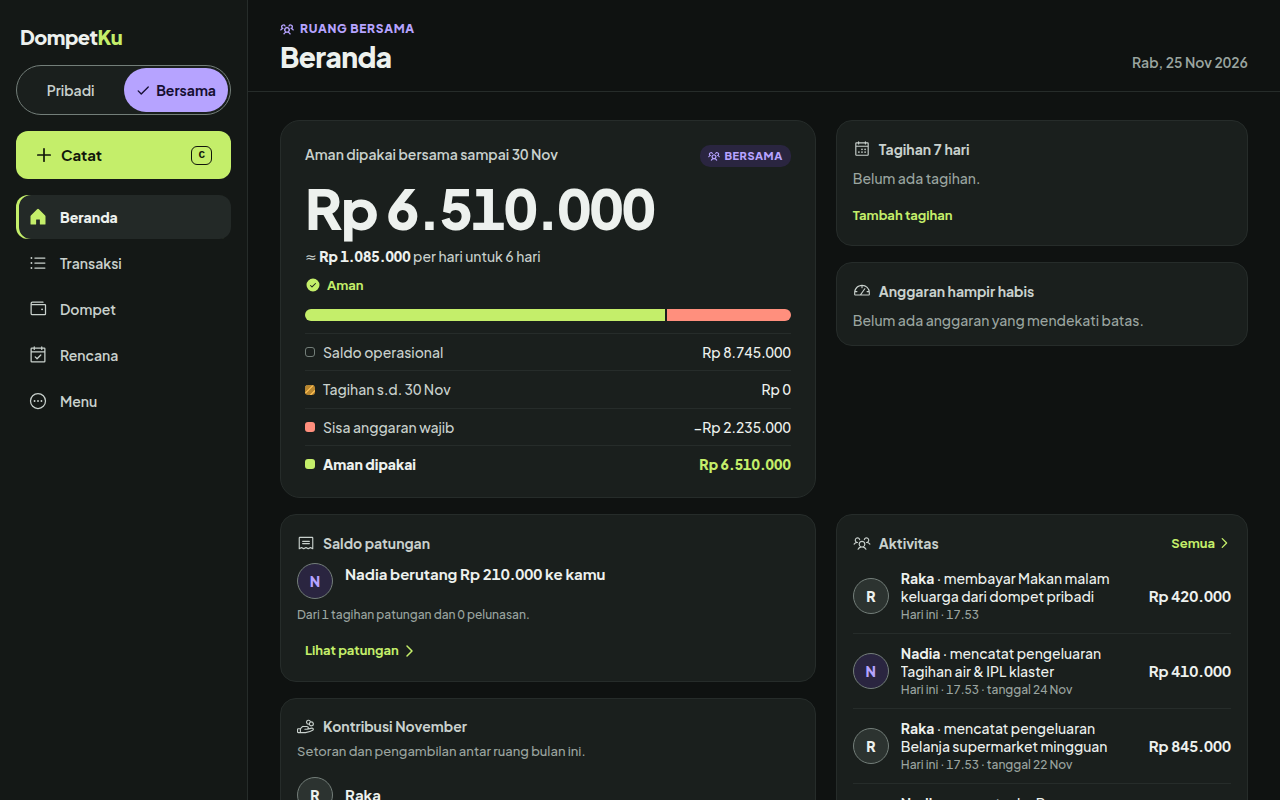 DompetKu
Pribadi
Bersama
Catat
C
Beranda
Transaksi
Dompet
Rencana
Menu
RUANG BERSAMA
Beranda
Rab, 25 Nov 2026
Aman dipakai bersama sampai 30 Nov
BERSAMA
Rp 6.510.000
≈ Rp 1.085.000 per hari untuk 6 hari
Aman
Saldo operasional
Rp 8.745.000
Tagihan s.d. 30 Nov
Rp 0
Sisa anggaran wajib
−Rp 2.235.000
Aman dipakai
Rp 6.510.000
Tagihan 7 hari
Belum ada tagihan.
Tambah tagihan
Anggaran hampir habis
Belum ada anggaran yang mendekati batas.
Saldo patungan
N
Nadia berutang Rp 210.000 ke kamu
Dari 1 tagihan patungan dan 0 pelunasan.
Lihat patungan
Kontribusi November
Setoran dan pengambilan antar ruang bulan ini.
R
Raka
Aktivitas
Semua
R
Raka · membayar Makan malam
keluarga dari dompet pribadi
Hari ini · 17.53
Rp 420.000
N
Nadia · mencatat pengeluaran
Tagihan air & IPL klaster
Hari ini · 17.53 · tanggal 24 Nov
Rp 410.000
R
Raka · mencatat pengeluaran
Belanja supermarket mingguan
Hari ini · 17.53 · tanggal 22 Nov
Rp 845.000